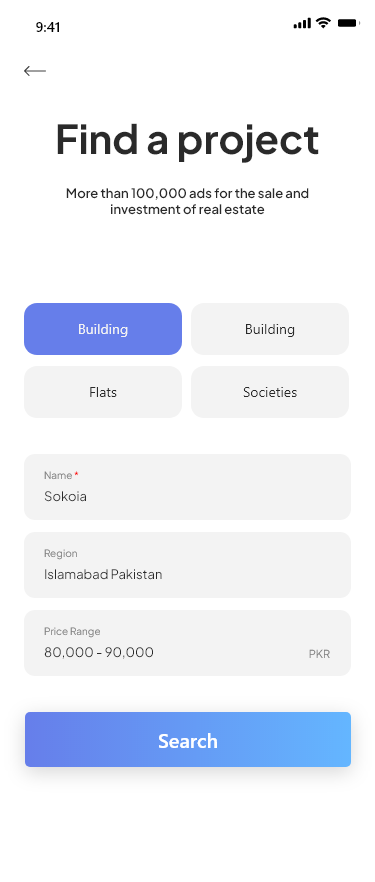 9:41
Find a project
More than 100,000 ads for the sale and
investment of real estate
Building
Building
Flats
Societies
Name *
Sokoia
Region
Islamabad Pakistan
Price Range
80,000 - 90,000
PKR
Search